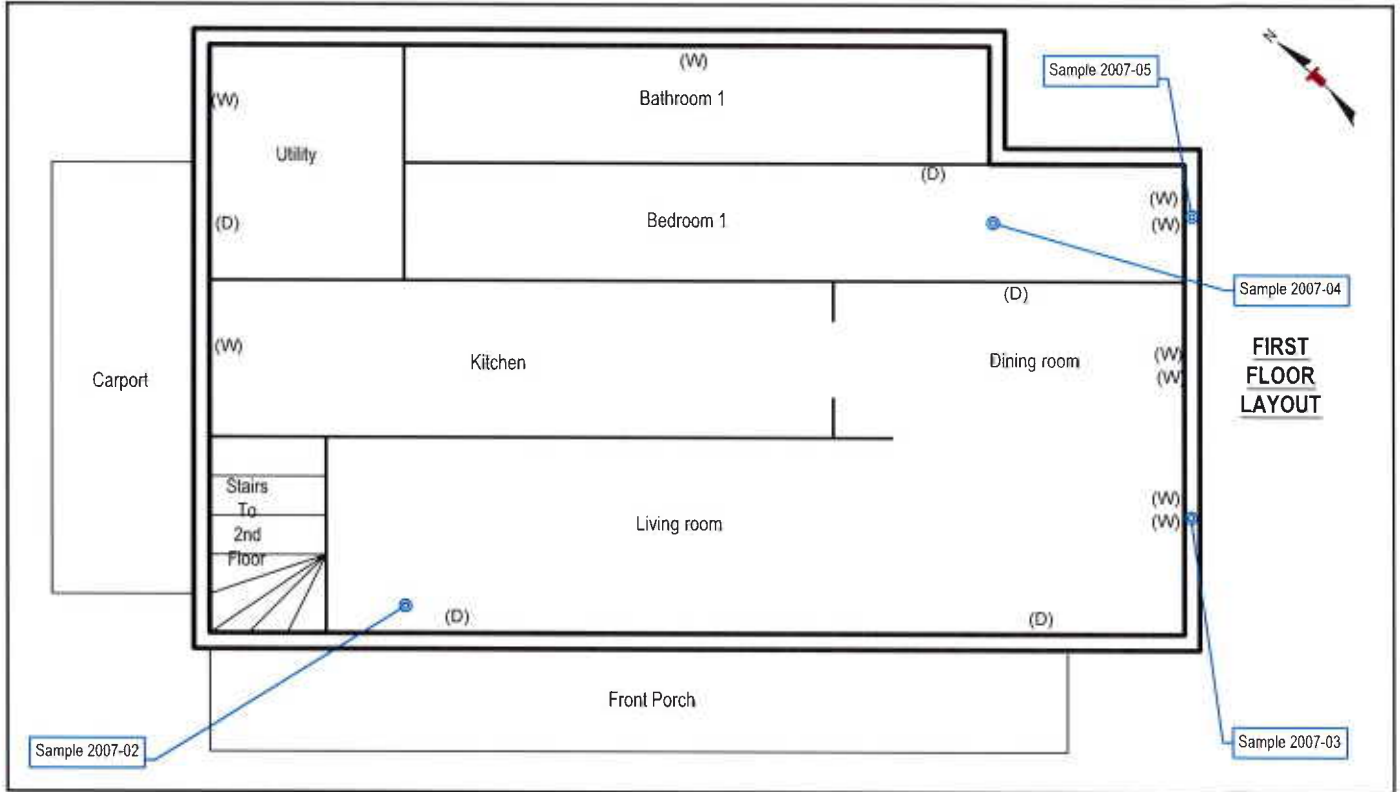 N
Sample 2007-05
(W)
Bathroom 1
(W)
Utility
(D)
(W)
(D)
Bedroom 1
(W)
Sample 2007-04
(D)
(W)
Kitchen
Dining room
(W)
(W)
FIRST
FLOOR
LAYOUT
Carport
Stairs
To
2nd
Floor
Living room
(W)
(W)
(D)
(D)
Front Porch
Sample 2007-02
Sample 2007-03